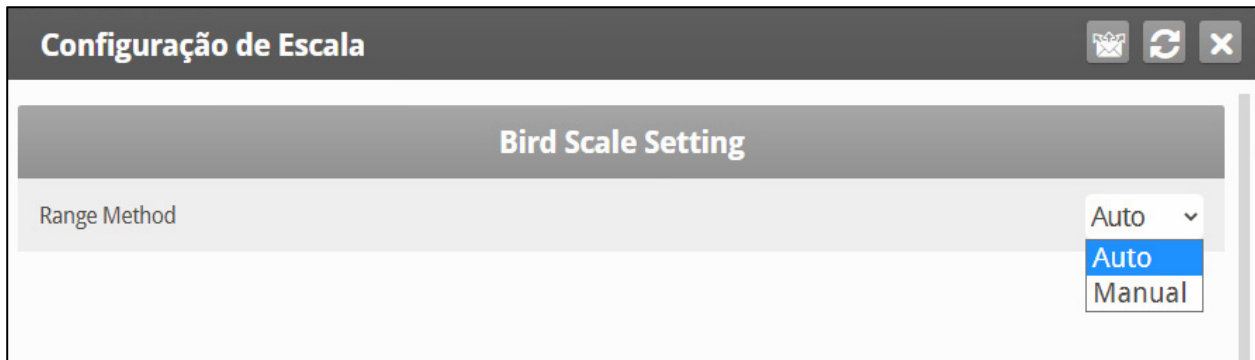 Configuração de Escala
Bird Scale Setting
Range Method
Auto
Auto
Manual